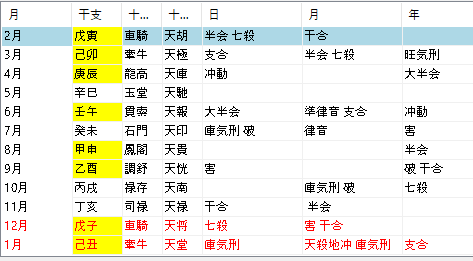 月 干支 十... 十... 日 月 年
2月 戊寅 車騎 天胡 半会 七殺 干合
3月 己卯 牽牛 天極 支合 半会 七殺 旺気刑
4月 庚辰 龍高 天庫 冲動 大半会
5月 辛巳 玉堂 天馳
6月 壬午 貫索 天報 大半会 準律音 支合 冲動
7月 癸未 石門 天印 庫気刑 破 律音 害
8月 甲申 鳳閣 天貴 半会
9月 乙酉 調舒 天恍 害 破 干合
10月 丙戌 禄存 天南 庫気刑 破 七殺
11月 丁亥 司禄 天禄 干合 半会
12月 戊子 車騎 天将 七殺 害 干合
1月 己丑 牽牛 天堂 庫気刑 天殺地冲 庫気刑 支合